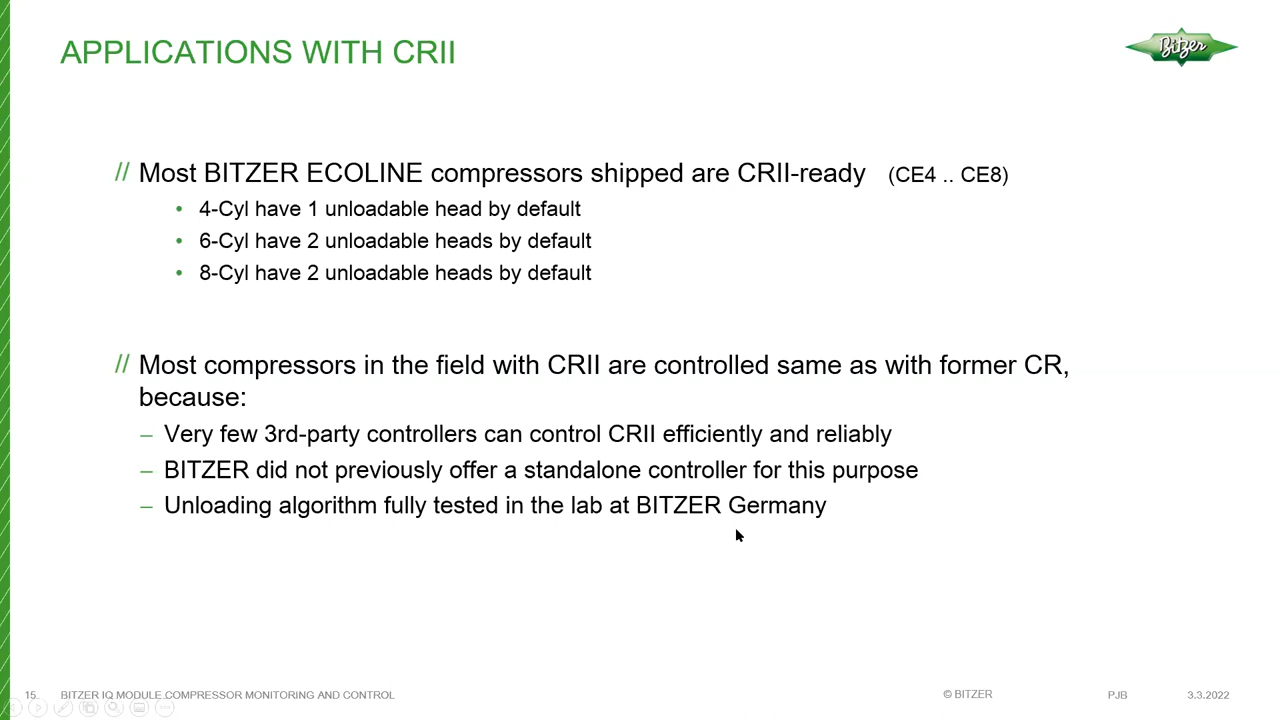 APPLICATIONS WITH CRII
Bitzer
// Most BITZER ECOLINE compressors shipped are CRII-ready (CE4 .. CE8)
• 4-Cyl have 1 unloadable head by default
• 6-Cyl have 2 unloadable heads by default
• 8-Cyl have 2 unloadable heads by default
// Most compressors in the field with CRII are controlled same as with former CR,
because:
– Very few 3rd-party controllers can control CRII efficiently and reliably
– BITZER did not previously offer a standalone controller for this purpose
– Unloading algorithm fully tested in the lab at BITZER Germany
15. BITZER IQ MODULE.COMPRESSOR MONITORING AND CONTROL © BITZER PJB 3.3.2022